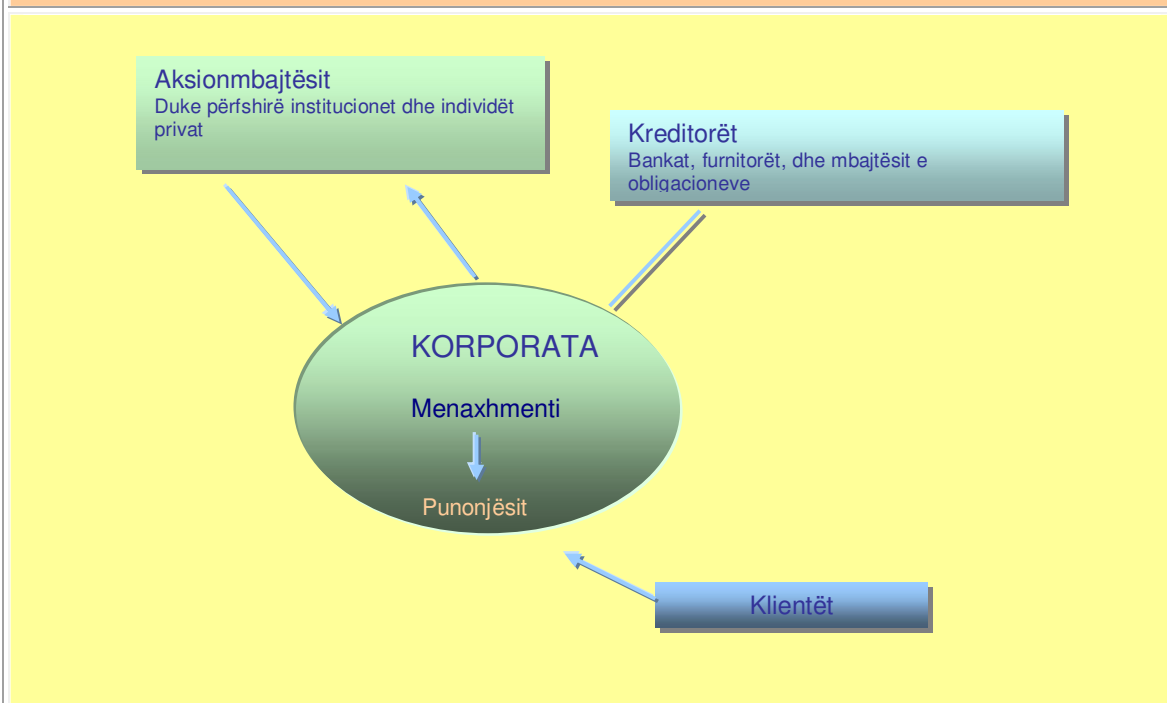 Aksionmbajtësit
Duke përfshirë institucionet dhe individët
privat
Kreditorët
Bankat, furnitorët, dhe mbajtësit e
obligacioneve
KORPORATA
Menaxhmenti
Punonjësit
Klientët